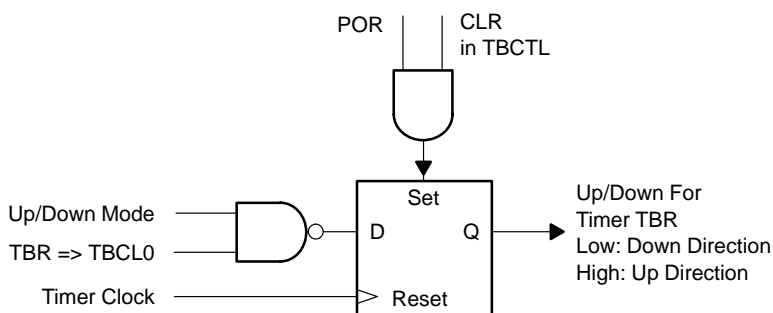 POR
CLR
in TBCTL
Set
Up/Down Mode
D
Q
Up/Down For
Timer TBR
Low: Down Direction
High: Up Direction
TBR => TBCL0
Timer Clock
Reset